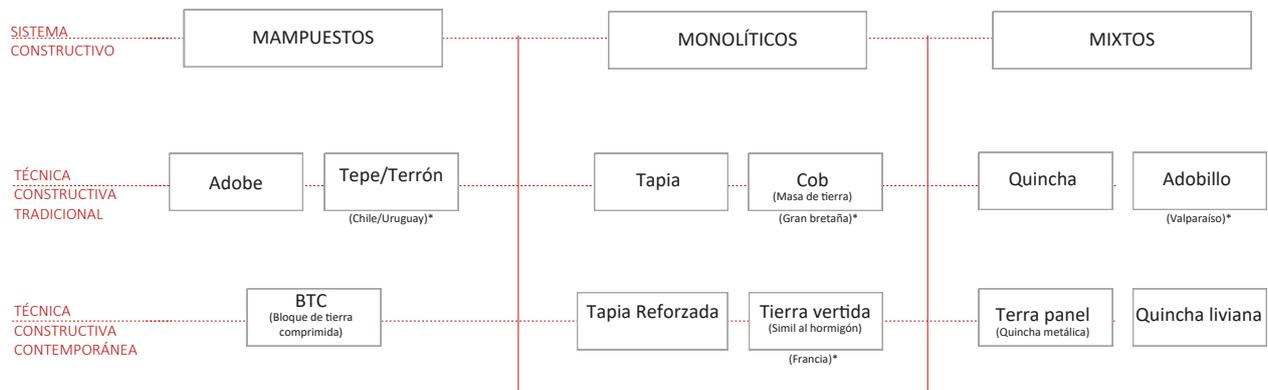 SISTEMA
CONSTRUCTIVO
MAMPUESTOS
MONOLÍTICOS
MIXTOS
TÉCNICA
CONSTRUCTIVA
TRADICIONAL
Adobe
Tepe/Terrón
(Chile/Uruguay)*
Tapia
Cob
(Masa de tierra)
(Gran bretaña)*
Quincha
Adobillo
(Valparaíso)*
TÉCNICA
CONSTRUCTIVA
CONTEMPORÁNEA
BTC
(Bloque de tierra
comprimida)
Tapia Reforzada
Tierra vertida
(Simil al hormigón)
(Francia)*
Tierra panel
(Quincha metálica)
Quincha liviana